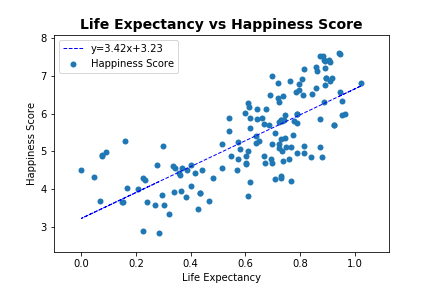 Life Expectancy vs Happiness Score
y=3.42x+3.23
Happiness Score
8
7
6
5
4
3
Happiness Score
0.0 0.2 0.4 0.6 0.8 1.0
Life Expectancy